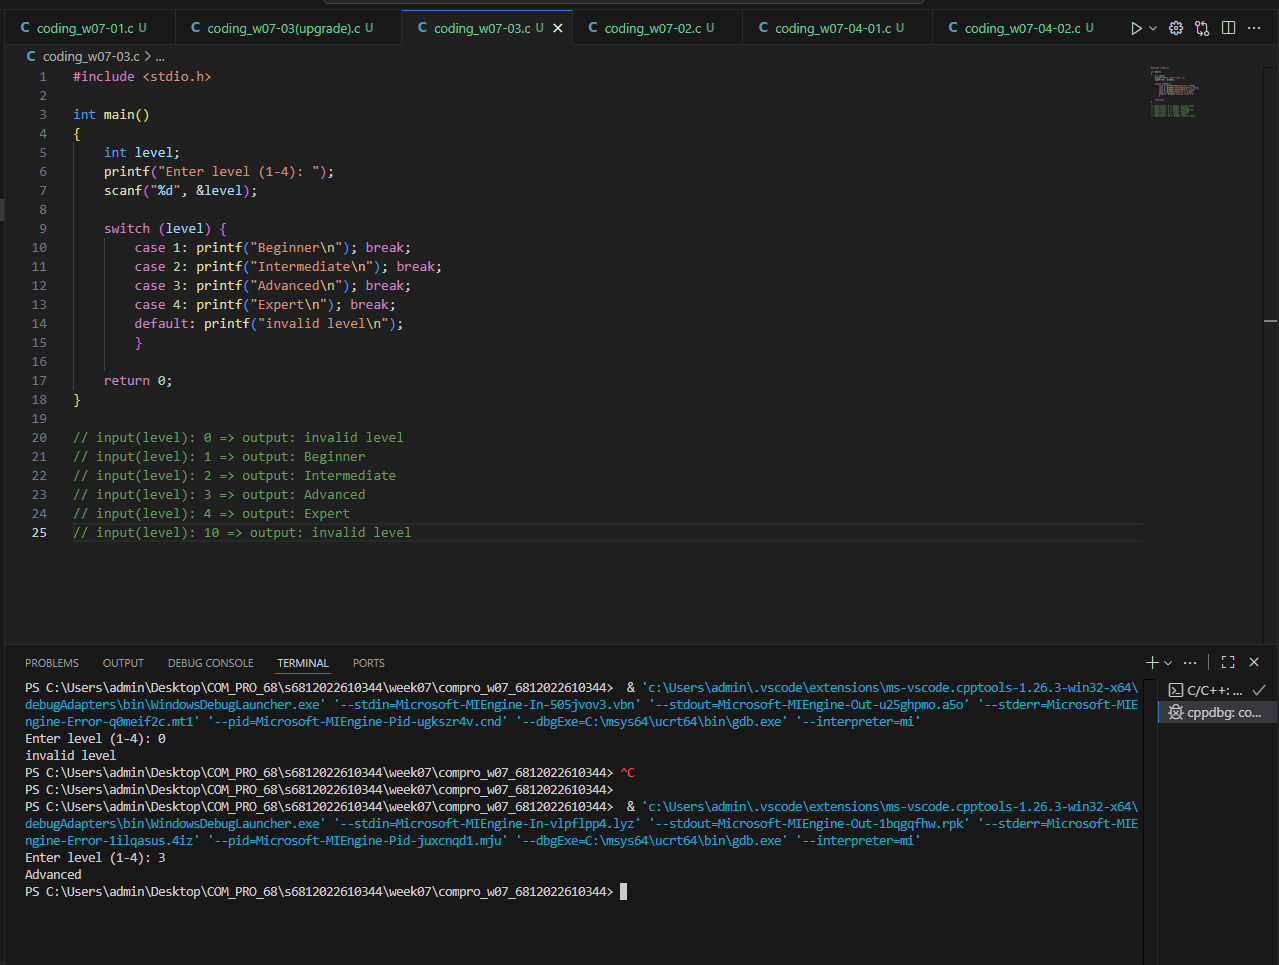 C coding_w07-01.c U C coding_w07-03(upgrade).c U C coding_w07-03.c U C coding_w07-02.c U C coding_w07-04-01.c U C coding_w07-04-02.c U
C coding_w07-03.c > ...
1 #include <stdio.h>
2
3 int main()
4 {
5 int level;
6 printf("Enter level (1-4): ");
7 scanf("%d", &level);
8
9 switch (level) {
10 case 1: printf("Beginner\n"); break;
11 case 2: printf("Intermediate\n"); break;
12 case 3: printf("Advanced\n"); break;
13 case 4: printf("Expert\n"); break;
14 default: printf("invalid level\n");
15 }
16
17 return 0;
18 }
19
20 // input(level): 0 => output: invalid level
21 // input(level): 1 => output: Beginner
22 // input(level): 2 => output: Intermediate
23 // input(level): 3 => output: Advanced
24 // input(level): 4 => output: Expert
25 // input(level): 10 => output: invalid level
PROBLEMS OUTPUT DEBUG CONSOLE TERMINAL PORTS
PS C:\Users\admin\Desktop\COM_PRO_68\s6812022610344\week07\compro_w07_6812022610344> & 'c:\Users\admin\.vscode\extensions\ms-vscode.cpptools-1.26.3-win32-x64\
debugAdapters\bin\WindowsDebugLauncher.exe' '--stdin=Microsoft-MIEngine-In-505jvov3.vbn' '--stdout=Microsoft-MIEngine-Out-u25ghpmo.a5o' '--stderr=Microsoft-MIE
ngine-Error-q0meif2c.mt1' '--pid=Microsoft-MIEngine-Pid-ugkszr4v.cnd' '--dbgExe=C:\msys64\ucrt64\bin\gdb.exe' '--interpreter=mi'
Enter level (1-4): 0
invalid level
PS C:\Users\admin\Desktop\COM_PRO_68\s6812022610344\week07\compro_w07_6812022610344> ^C
PS C:\Users\admin\Desktop\COM_PRO_68\s6812022610344\week07\compro_w07_6812022610344>
PS C:\Users\admin\Desktop\COM_PRO_68\s6812022610344\week07\compro_w07_6812022610344> & 'c:\Users\admin\.vscode\extensions\ms-vscode.cpptools-1.26.3-win32-x64\
debugAdapters\bin\WindowsDebugLauncher.exe' '--stdin=Microsoft-MIEngine-In-vlpflpp4.lyz' '--stdout=Microsoft-MIEngine-Out-1bqgqfhw.rpk' '--stderr=Microsoft-MIE
ngine-Error-1ilqasus.4iz' '--pid=Microsoft-MIEngine-Pid-juxcnqd1.mju' '--dbgExe=C:\msys64\ucrt64\bin\gdb.exe' '--interpreter=mi'
Enter level (1-4): 3
Advanced
PS C:\Users\admin\Desktop\COM_PRO_68\s6812022610344\week07\compro_w07_6812022610344>
C/C++: ...
cppdbg: co...